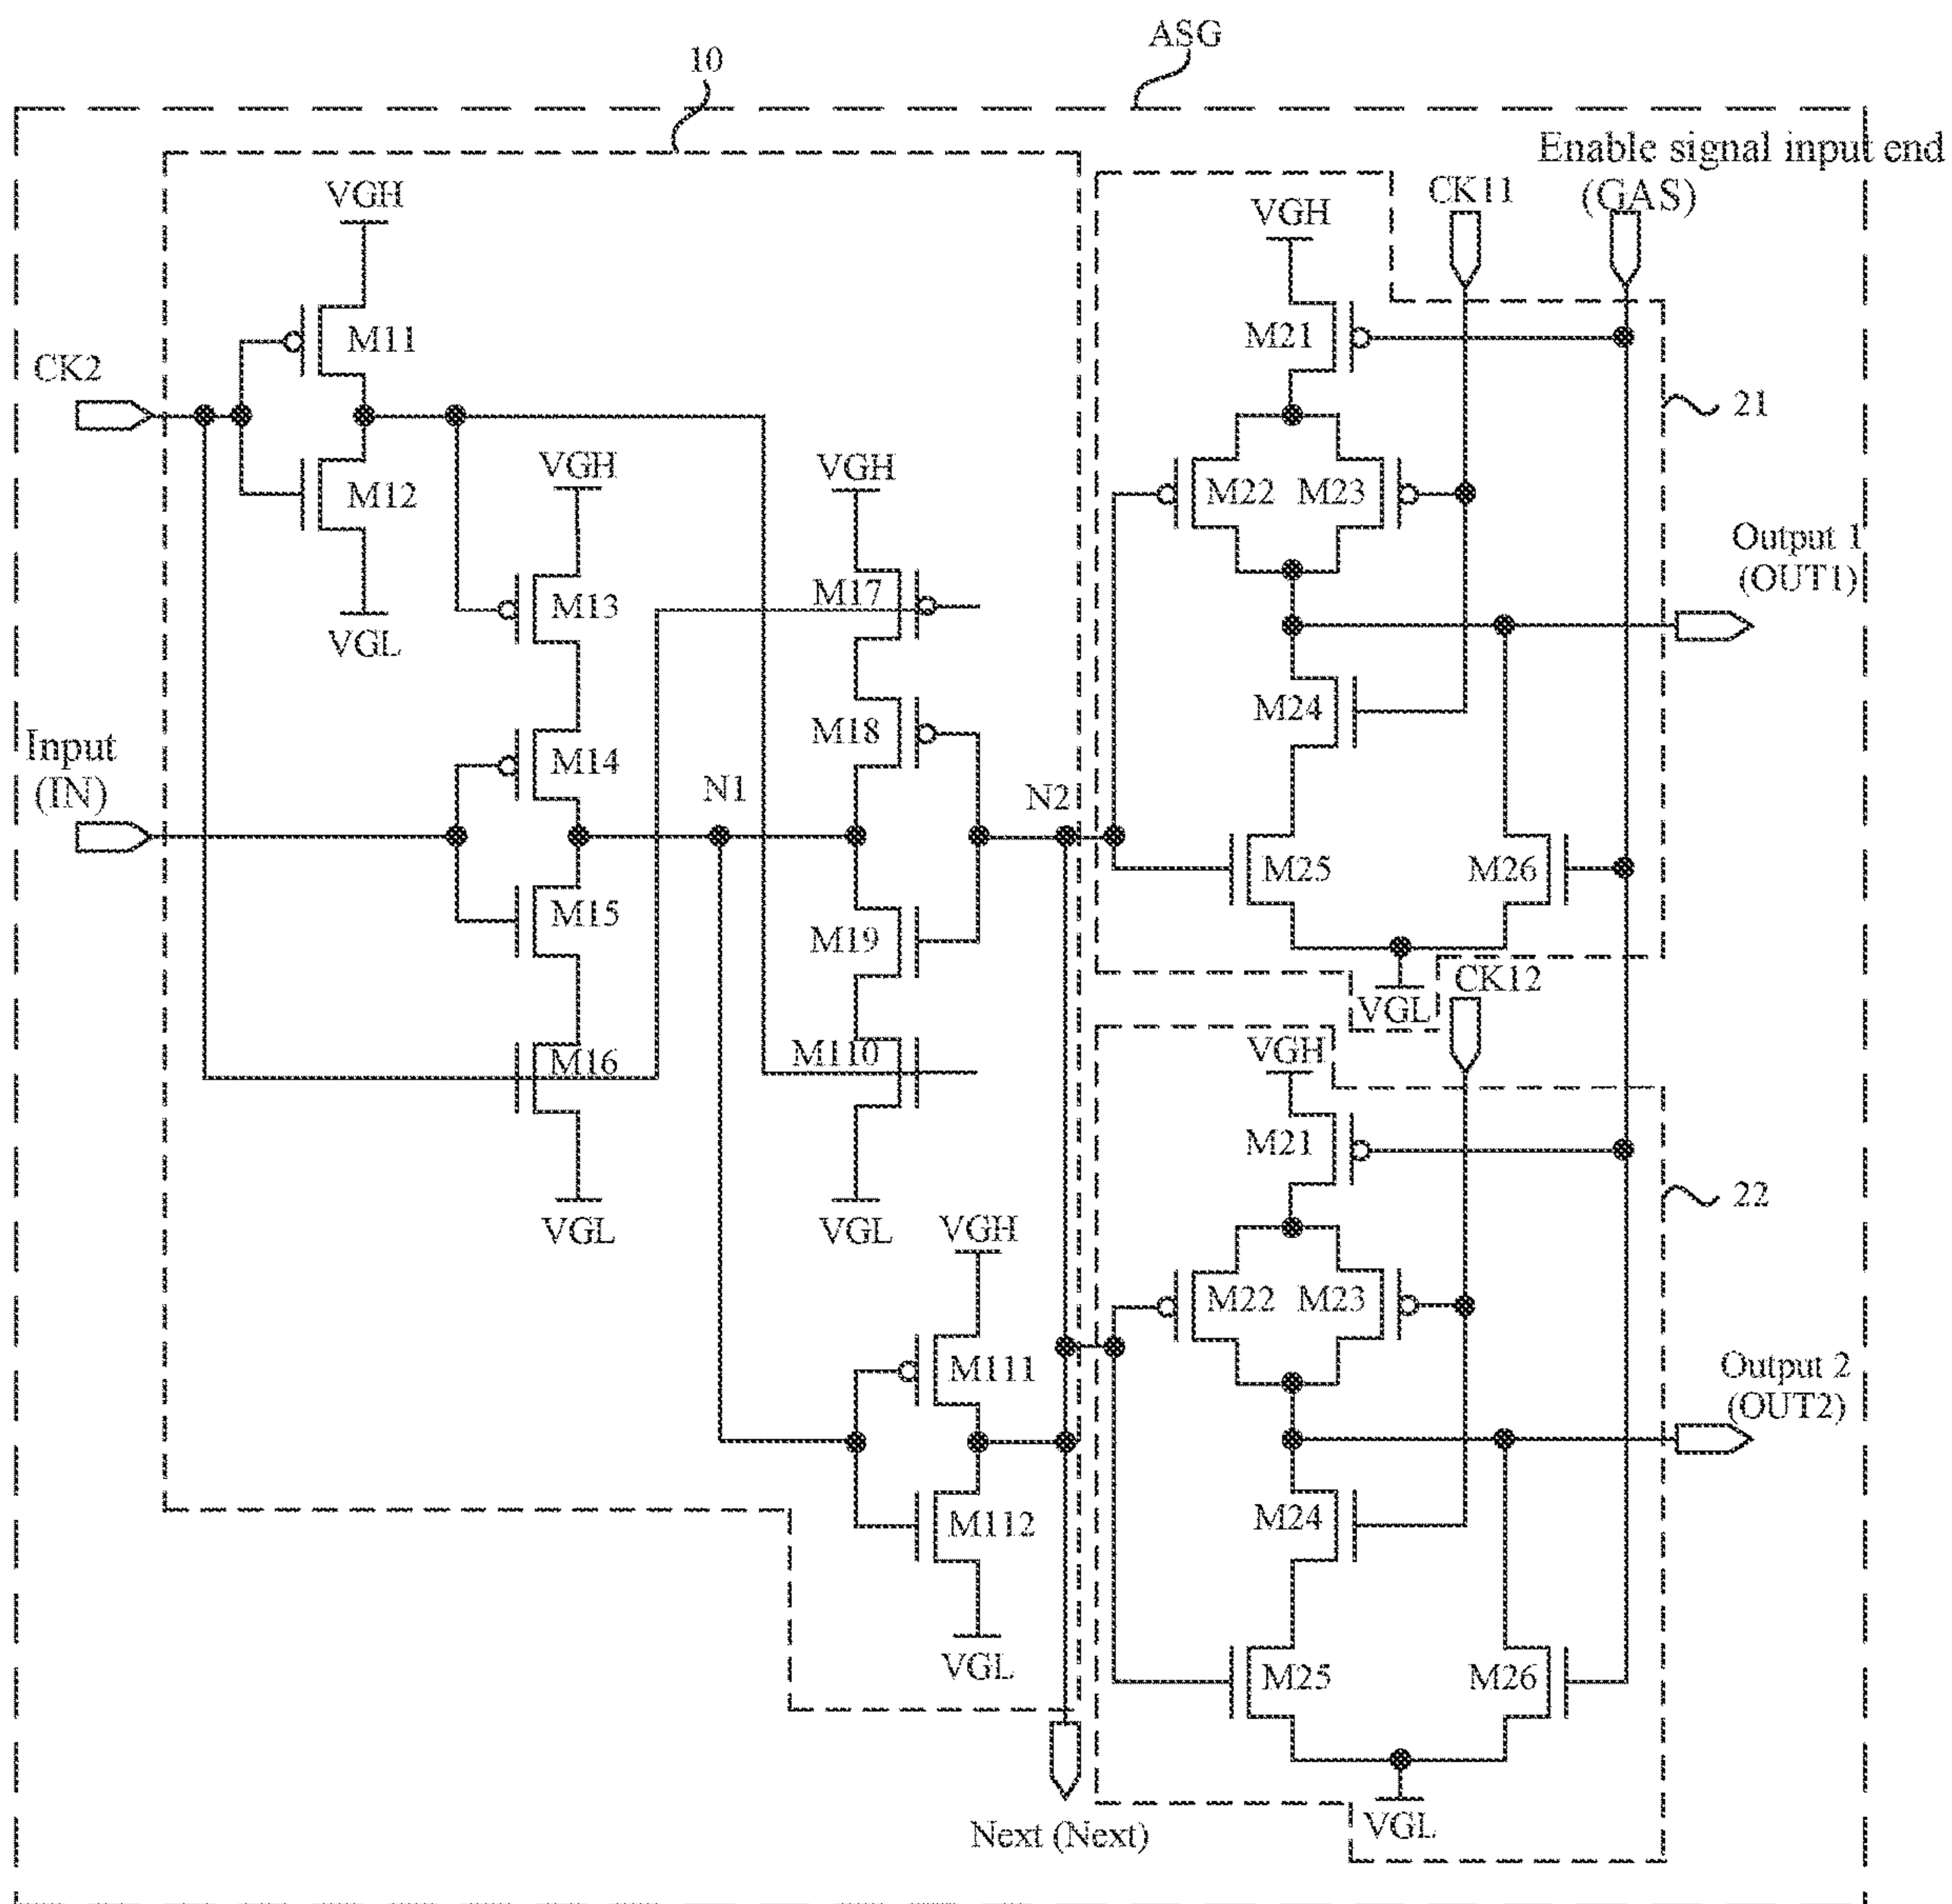 ASG
10
Enable signal input end
(GAS)
VGH
CK11
VGH
M11
M21
CK2
21
M12
VGH
VGH
M22
M23
Output 1
(OUT1)
M13
M17
VGL
M24
M14
M18
Input
(IN)
N1
N2
M15
M25
M26
M19
CK12
VGL
M16
M110
VGH
M21
22
VGL
VGL
VGH
M22
M23
M111
Output 2
(OUT2)
M112
M24
VGL
M25
M26
VGL
Next (Next)